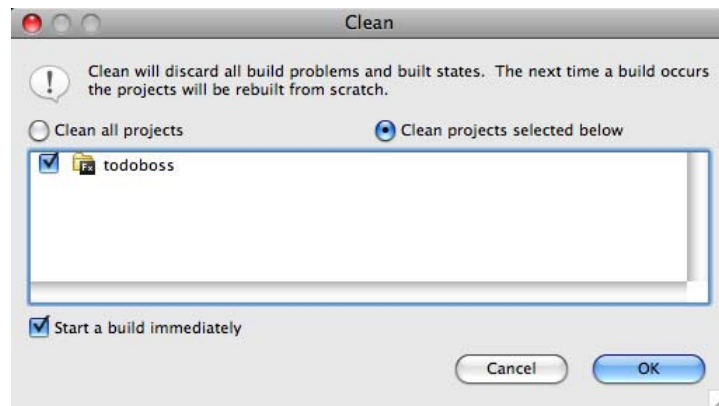 Clean
Clean will discard all build problems and built states. The next time a build occurs
the projects will be rebuilt from scratch.
Clean all projects
Clean projects selected below
Fx
todoboss
Start a build immediately
Cancel
OK